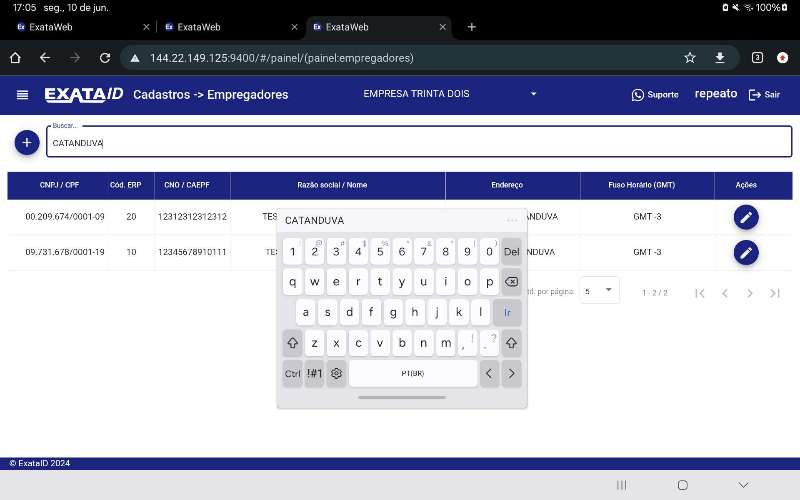 17:05 seg., 10 de jun. 100%
ExataWeb ExataWeb ExataWeb
144.22.149.125:9400/#/painel/(painel:empregadores) 3
EXATAID Cadastros -> Empregadores EMPRESA TRINTA DOIS Suporte repeato Sair
Buscar...
CATANDUVA
CNPJ / CPF Cód. ERP CNO / CAEPF Razão social / Nome Endereço Fuso Horário (GMT) Ações
00.209.674/0001-09 20 12312312312312 TES NDUVA GMT -3
09.731.678/0001-19 10 12345678910111 TES NDUVA GMT -3
td. por página: 5 1 - 2 / 2
CATANDUVA ...
1 2 3 4 5 6 7 8 9 0 Del
q w e r t y u i o p
a s d f g h j k l Ir
z x c v b n m , ! . ?
Ctrl !#1 PT(BR) < >
© ExataID 2024